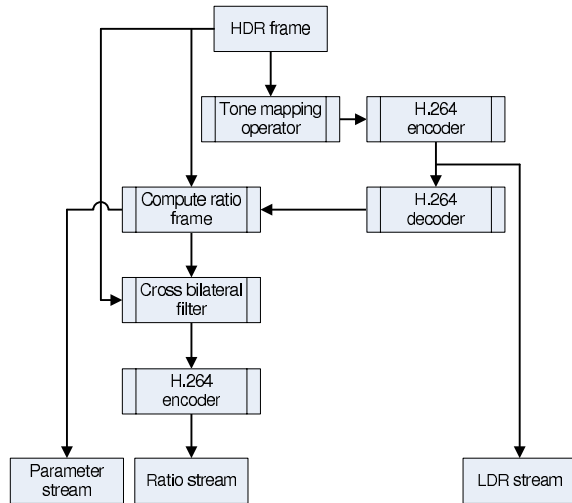 HDR frame
Tone mapping
operator
H.264
encoder
Compute ratio
frame
H.264
decoder
Cross bilateral
filter
H.264
encoder
Parameter
stream
Ratio stream
LDR stream